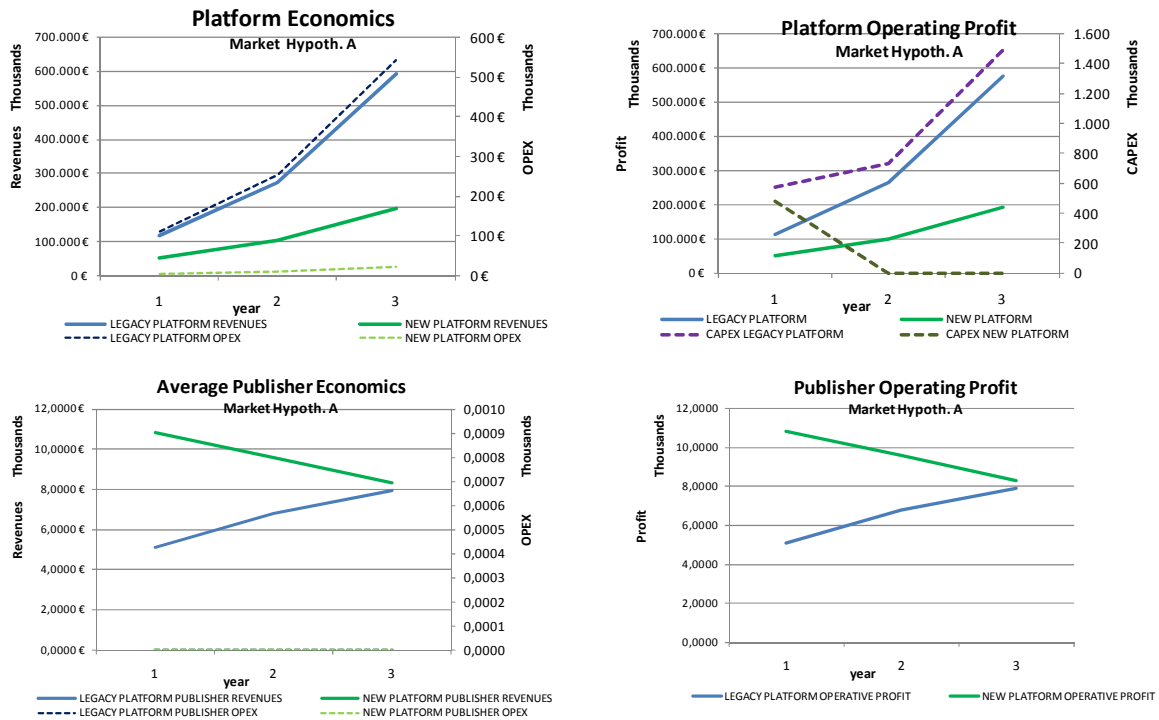 Platform Economics
Market Hypoth. A
Revenues Thousands
700.000 €
600.000 €
500.000 €
400.000 €
300.000 €
200.000 €
100.000 €
0 €
600 €
500 €
400 €
300 €
200 €
100 €
0 €
OPEX Thousands
1 2 3
year
LEGACY PLATFORM REVENUES NEW PLATFORM REVENUES
LEGACY PLATFORM OPEX NEW PLATFORM OPEX
Platform Operating Profit
Market Hypoth. A
Profit Thousands
700.000 €
600.000 €
500.000 €
400.000 €
300.000 €
200.000 €
100.000 €
0 €
1.600
1.400
1.200
1.000
800
600
400
200
0
CAPEX Thousands
1 2 3
year
LEGACY PLATFORM NEW PLATFORM
CAPEX LEGACY PLATFORM CAPEX NEW PLATFORM
Average Publisher Economics
Market Hypoth. A
Revenues Thousands
12,0000 €
10,0000 €
8,0000 €
6,0000 €
4,0000 €
2,0000 €
0,0000 €
0,0010
0,0009
0,0008
0,0007
0,0006
0,0005
0,0004
0,0003
0,0002
0,0001
0,0000
OPEX Thousands
1 2 3
year
LEGACY PLATFORM PUBLISHER REVENUES NEW PLATFORM PUBLISHER REVENUES
LEGACY PLATFORM PUBLISHER OPEX NEW PLATFORM PUBLISHER OPEX
Publisher Operating Profit
Market Hypoth. A
Profit Thousands
12,0000
10,0000
8,0000
6,0000
4,0000
2,0000
0,0000
1 2 3
year
LEGACY PLATFORM OPERATIVE PROFIT NEW PLATFORM OPERATIVE PROFIT